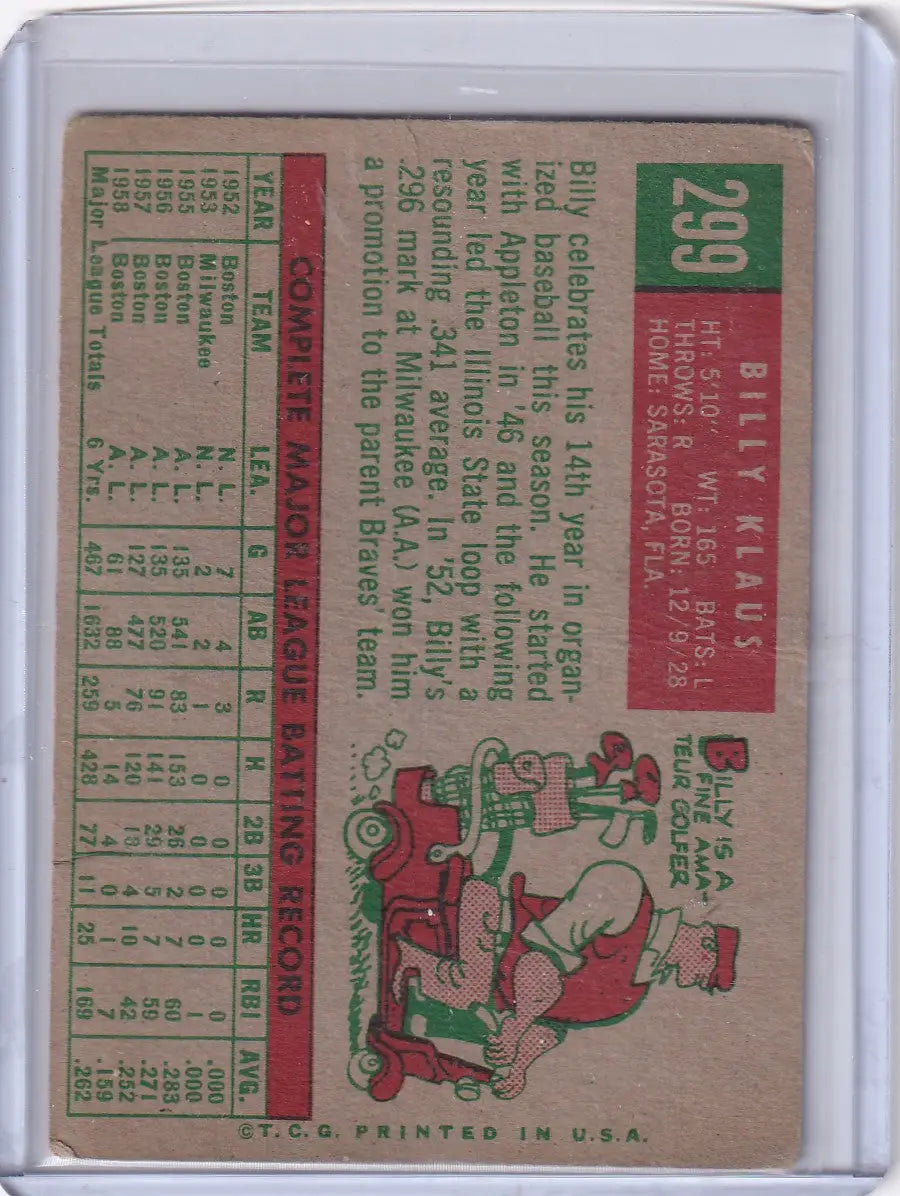 299
BILLY KLAUS
HT: 5'10" WT: 165 BATS: L
THROWS: R BORN: 12/9/28
HOME: SARASOTA, FLA.
Billy celebrates his 14th year in organ-
ized baseball this season. He started
with Appleton in '46 and the following
year led the Illinois State loop with a
resounding .341 average. In '52, Billy's
.296 mark at Milwaukee (A.A.) won him
a promotion to the parent Braves' team.
BILLY IS A
FINE AMA-
TEUR GOLFER
COMPLETE MAJOR LEAGUE BATTING RECORD
YEAR TEAM LEA. G AB R H 2B 3B HR RBI AVG.
1952 Boston N. L. 7 4 3 0 0 0 0 0 .000
1953 Milwaukee N. L. 2 2 1 0 0 0 0 1 .000
1955 Boston A. L. 135 541 83 153 26 2 7 60 .283
1956 Boston A. L. 135 520 91 141 29 5 7 59 .271
1957 Boston A. L. 127 477 76 120 18 4 10 42 .252
1958 Boston A. L. 61 88 5 14 4 0 1 7 .159
Major League Totals 6 Yrs. 467 1632 259 428 77 11 25 169 .262
©T.C.G. PRINTED IN U.S.A.